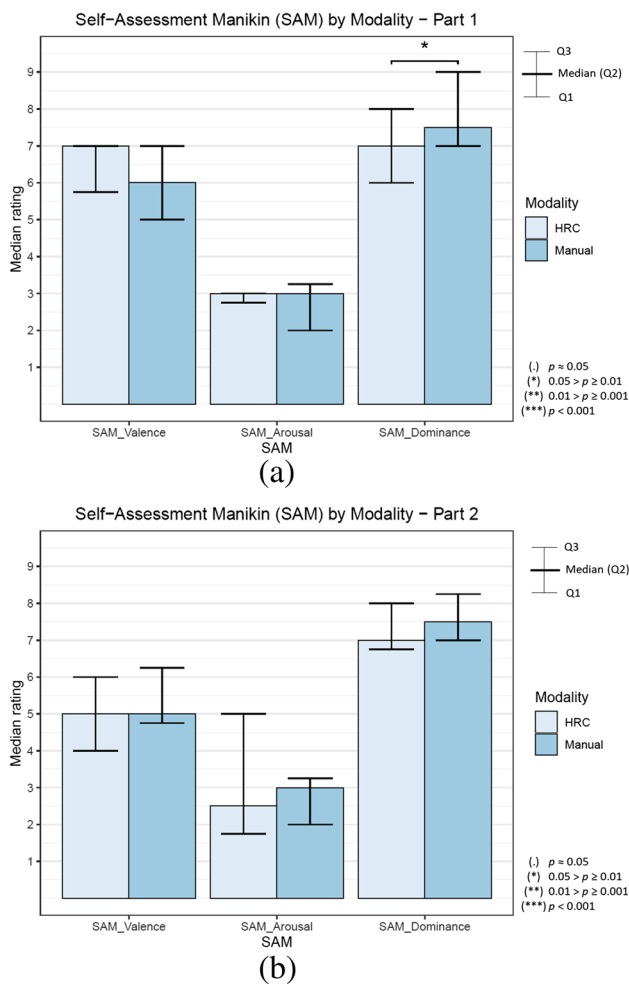 Self−Assessment Manikin (SAM) by Modality − Part 1
Q3
Median (Q2)
Q1
*
9
8
7
6
5
4
3
2
1
Median rating
Modality
HRC
Manual
(.) p ≈ 0.05
(*) 0.05 > p ≥ 0.01
(**) 0.01 > p ≥ 0.001
(***) p < 0.001
SAM_Valence SAM_Arousal SAM_Dominance
SAM
(a)
Self−Assessment Manikin (SAM) by Modality − Part 2
Q3
Median (Q2)
Q1
9
8
7
6
5
4
3
2
1
Median rating
Modality
HRC
Manual
(.) p ≈ 0.05
(*) 0.05 > p ≥ 0.01
(**) 0.01 > p ≥ 0.001
(***) p < 0.001
SAM_Valence SAM_Arousal SAM_Dominance
SAM
(b)